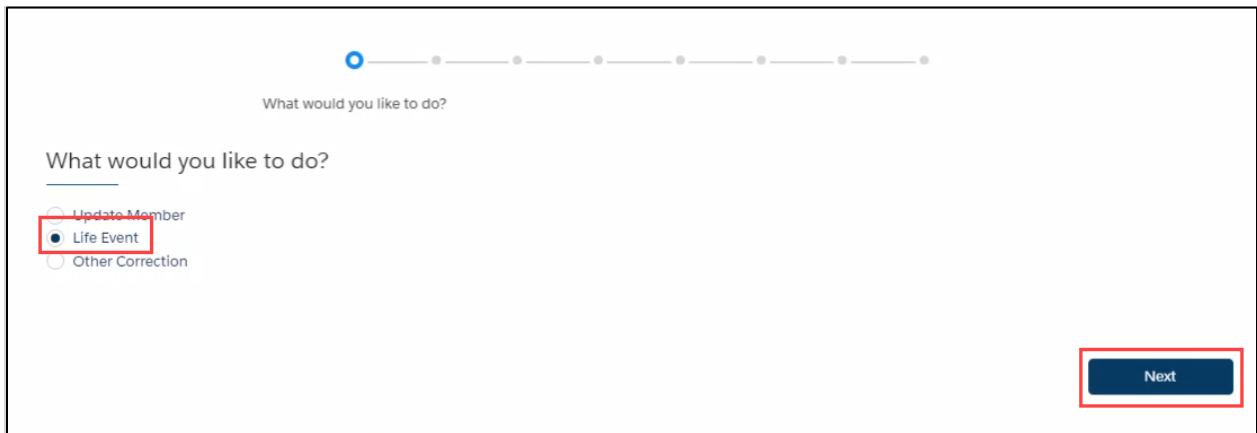 What would you like to do?
What would you like to do?
Update Member
Life Event
Other Correction
Next